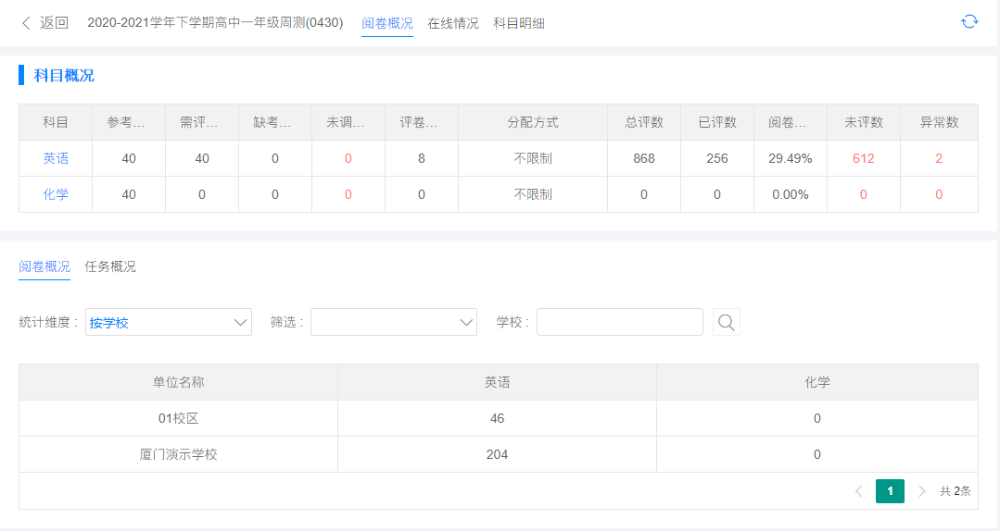 返回 2020-2021学年下学期高中一年级周测(0430) 阅卷概况 在线情况 科目明细
科目概况
科目 参考... 需评... 缺考... 未调... 评卷... 分配方式 总评数 已评数 阅卷... 未评数 异常数
英语 40 40 0 0 8 不限制 868 256 29.49% 612 2
化学 40 0 0 0 0 不限制 0 0 0.00% 0 0
阅卷概况 任务概况
统计维度 : 按学校 筛选 : 学校 :
单位名称 英语 化学
01校区 46 0
厦门演示学校 204 0
1 共 2条